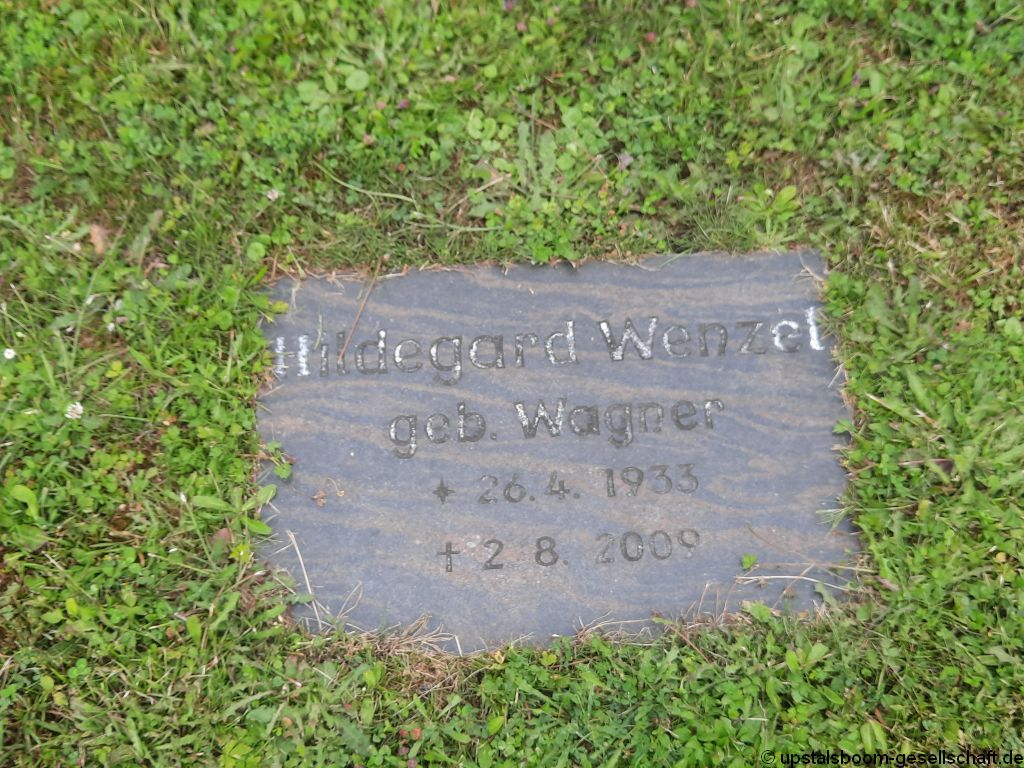 Hildegard Wenzel
geb. Wagner
✦ 26.4. 1933
† 2.8. 2009
© upstalsboom-gesellschaft.de